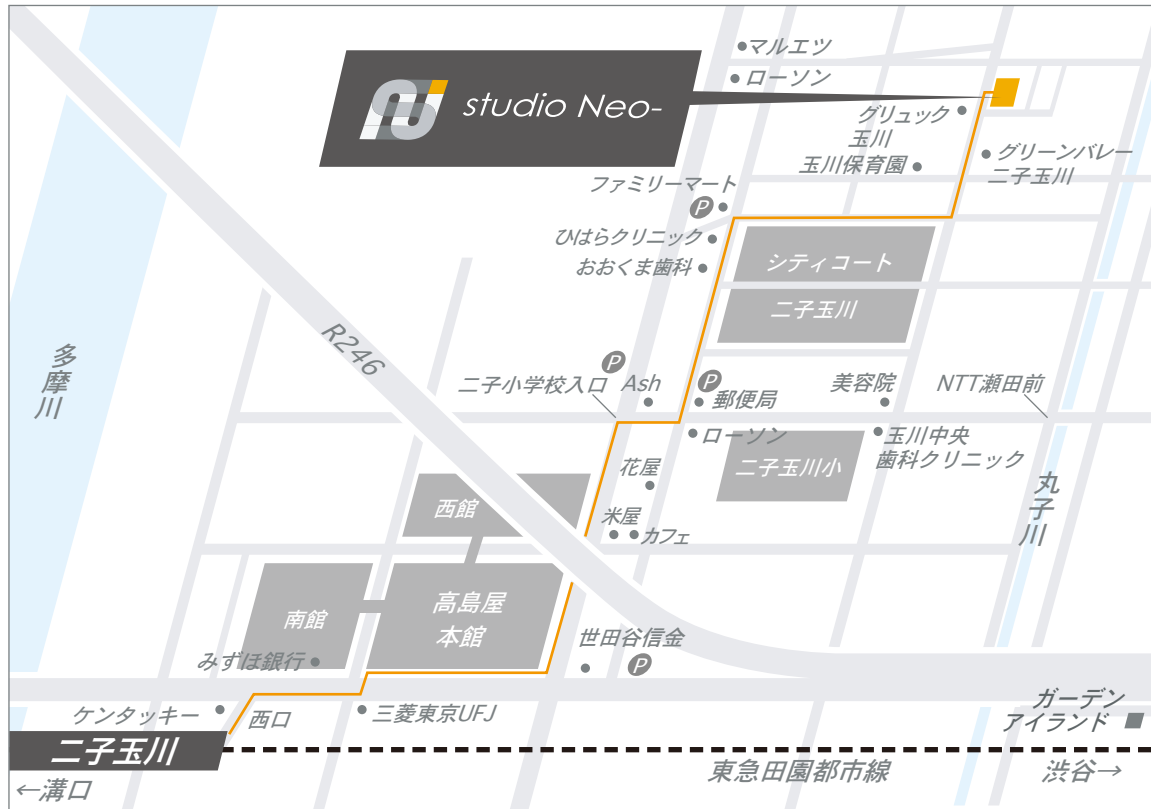 マルエツ
ローソン
studio Neo-
グリュック
玉川
玉川保育園
グリーンバレー
二子玉川
ファミリーマート
P
ひはらクリニック
おおくま歯科
シティコート
二子玉川
R246
多摩川
P
二子小学校入口
Ash
P
郵便局
美容院
NTT瀬田前
ローソン
二子玉川小
玉川中央
歯科クリニック
花屋
西館
米屋
カフェ
丸子川
南館
高島屋
本館
世田谷信金
P
みずほ銀行
ケンタッキー
西口
三菱東京UFJ
ガーデン
アイランド
二子玉川
←溝口
東急田園都市線
渋谷→